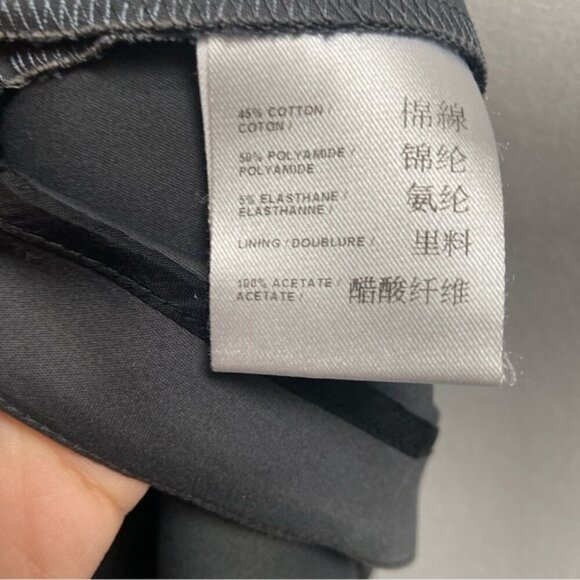 45% COTTON /
COTON / 棉線
50% POLYAMIDE /
POLYAMIDE 锦纶
5% ELASTHANE /
ELASTHANNE / 氨纶
LINING / DOUBLURE / 里料
100% ACETATE /
ACETATE / 醋酸纤维